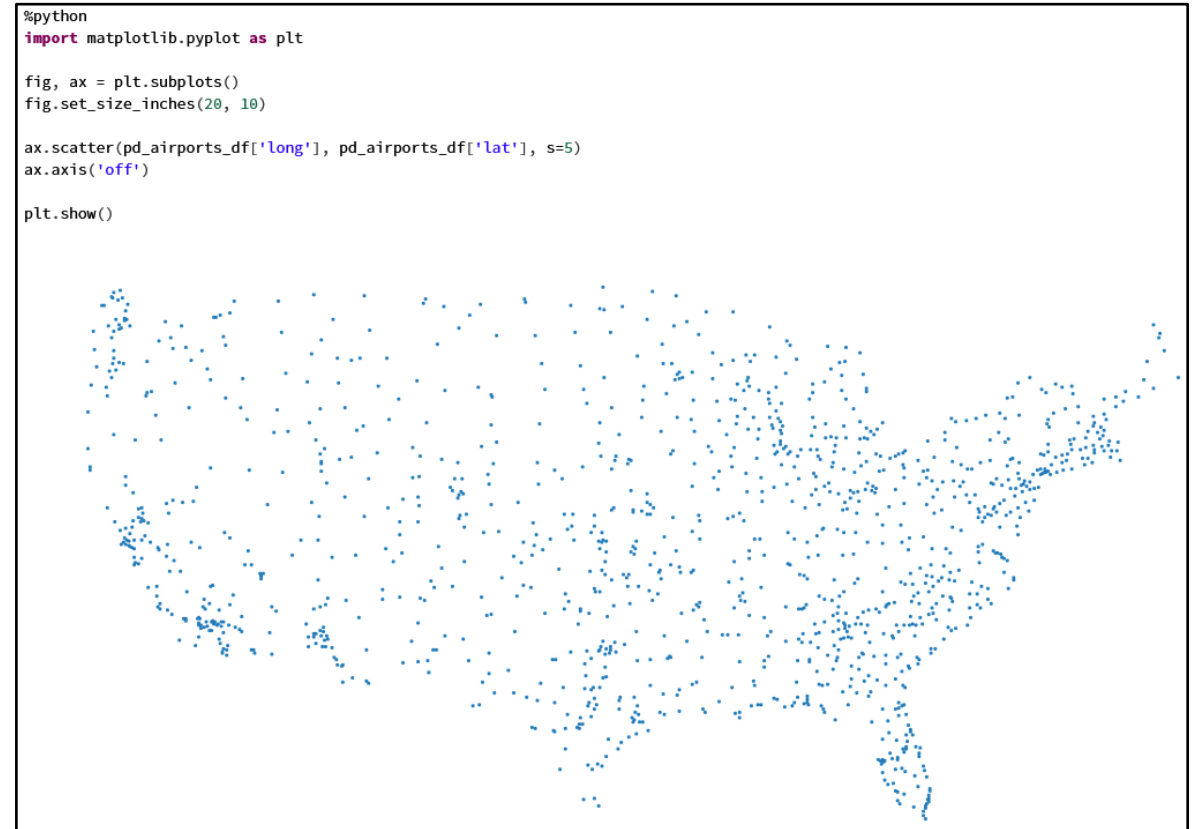 %python
import matplotlib.pyplot as plt
fig, ax = plt.subplots()
fig.set_size_inches(20, 10)
ax.scatter(pd_airports_df['long'], pd_airports_df['lat'], s=5)
ax.axis('off')
plt.show()